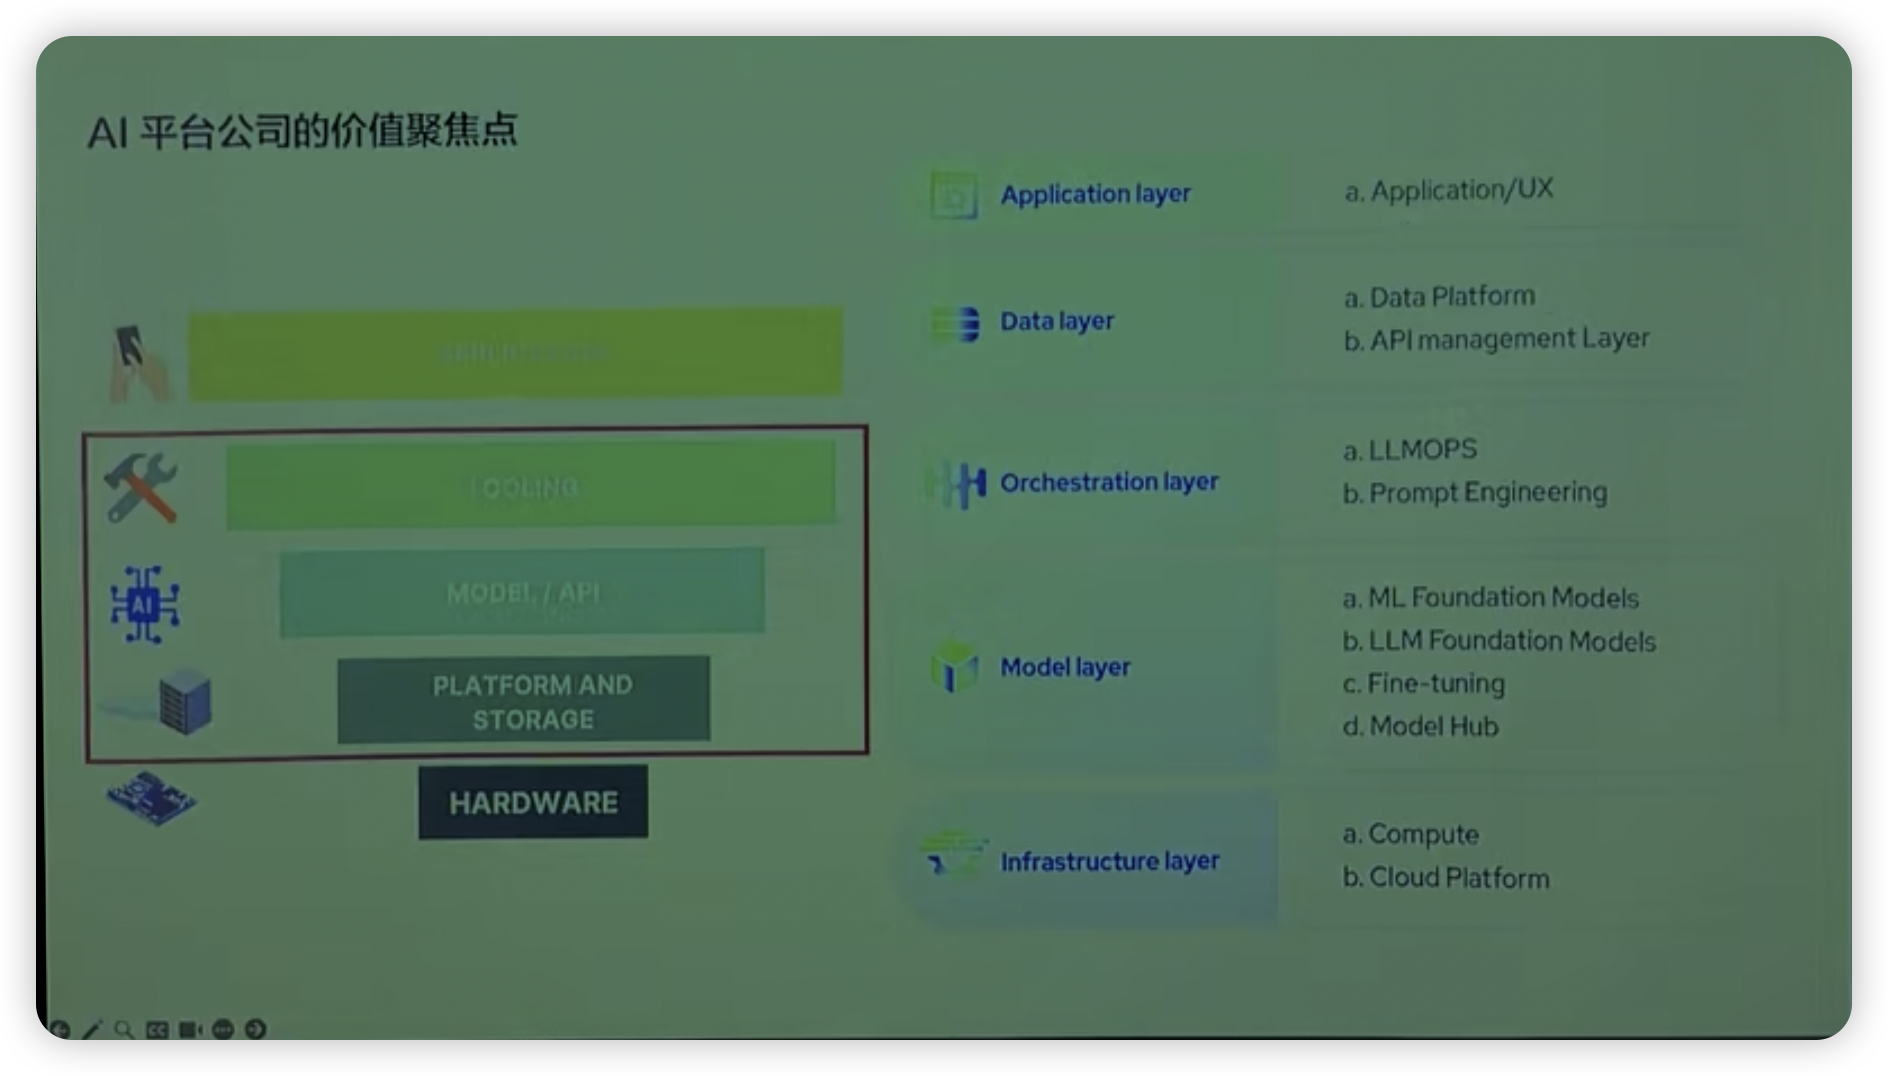 AI 平台公司的价值聚焦点
TOOLING
MODEL / API
PLATFORM AND
STORAGE
HARDWARE
AI
Application layer
a. Application/UX
Data layer
a. Data Platform
b. API management Layer
Orchestration layer
a. LLMOPS
b. Prompt Engineering
Model layer
a. ML Foundation Models
b. LLM Foundation Models
c. Fine-tuning
d. Model Hub
Infrastructure layer
a. Compute
b. Cloud Platform
CC